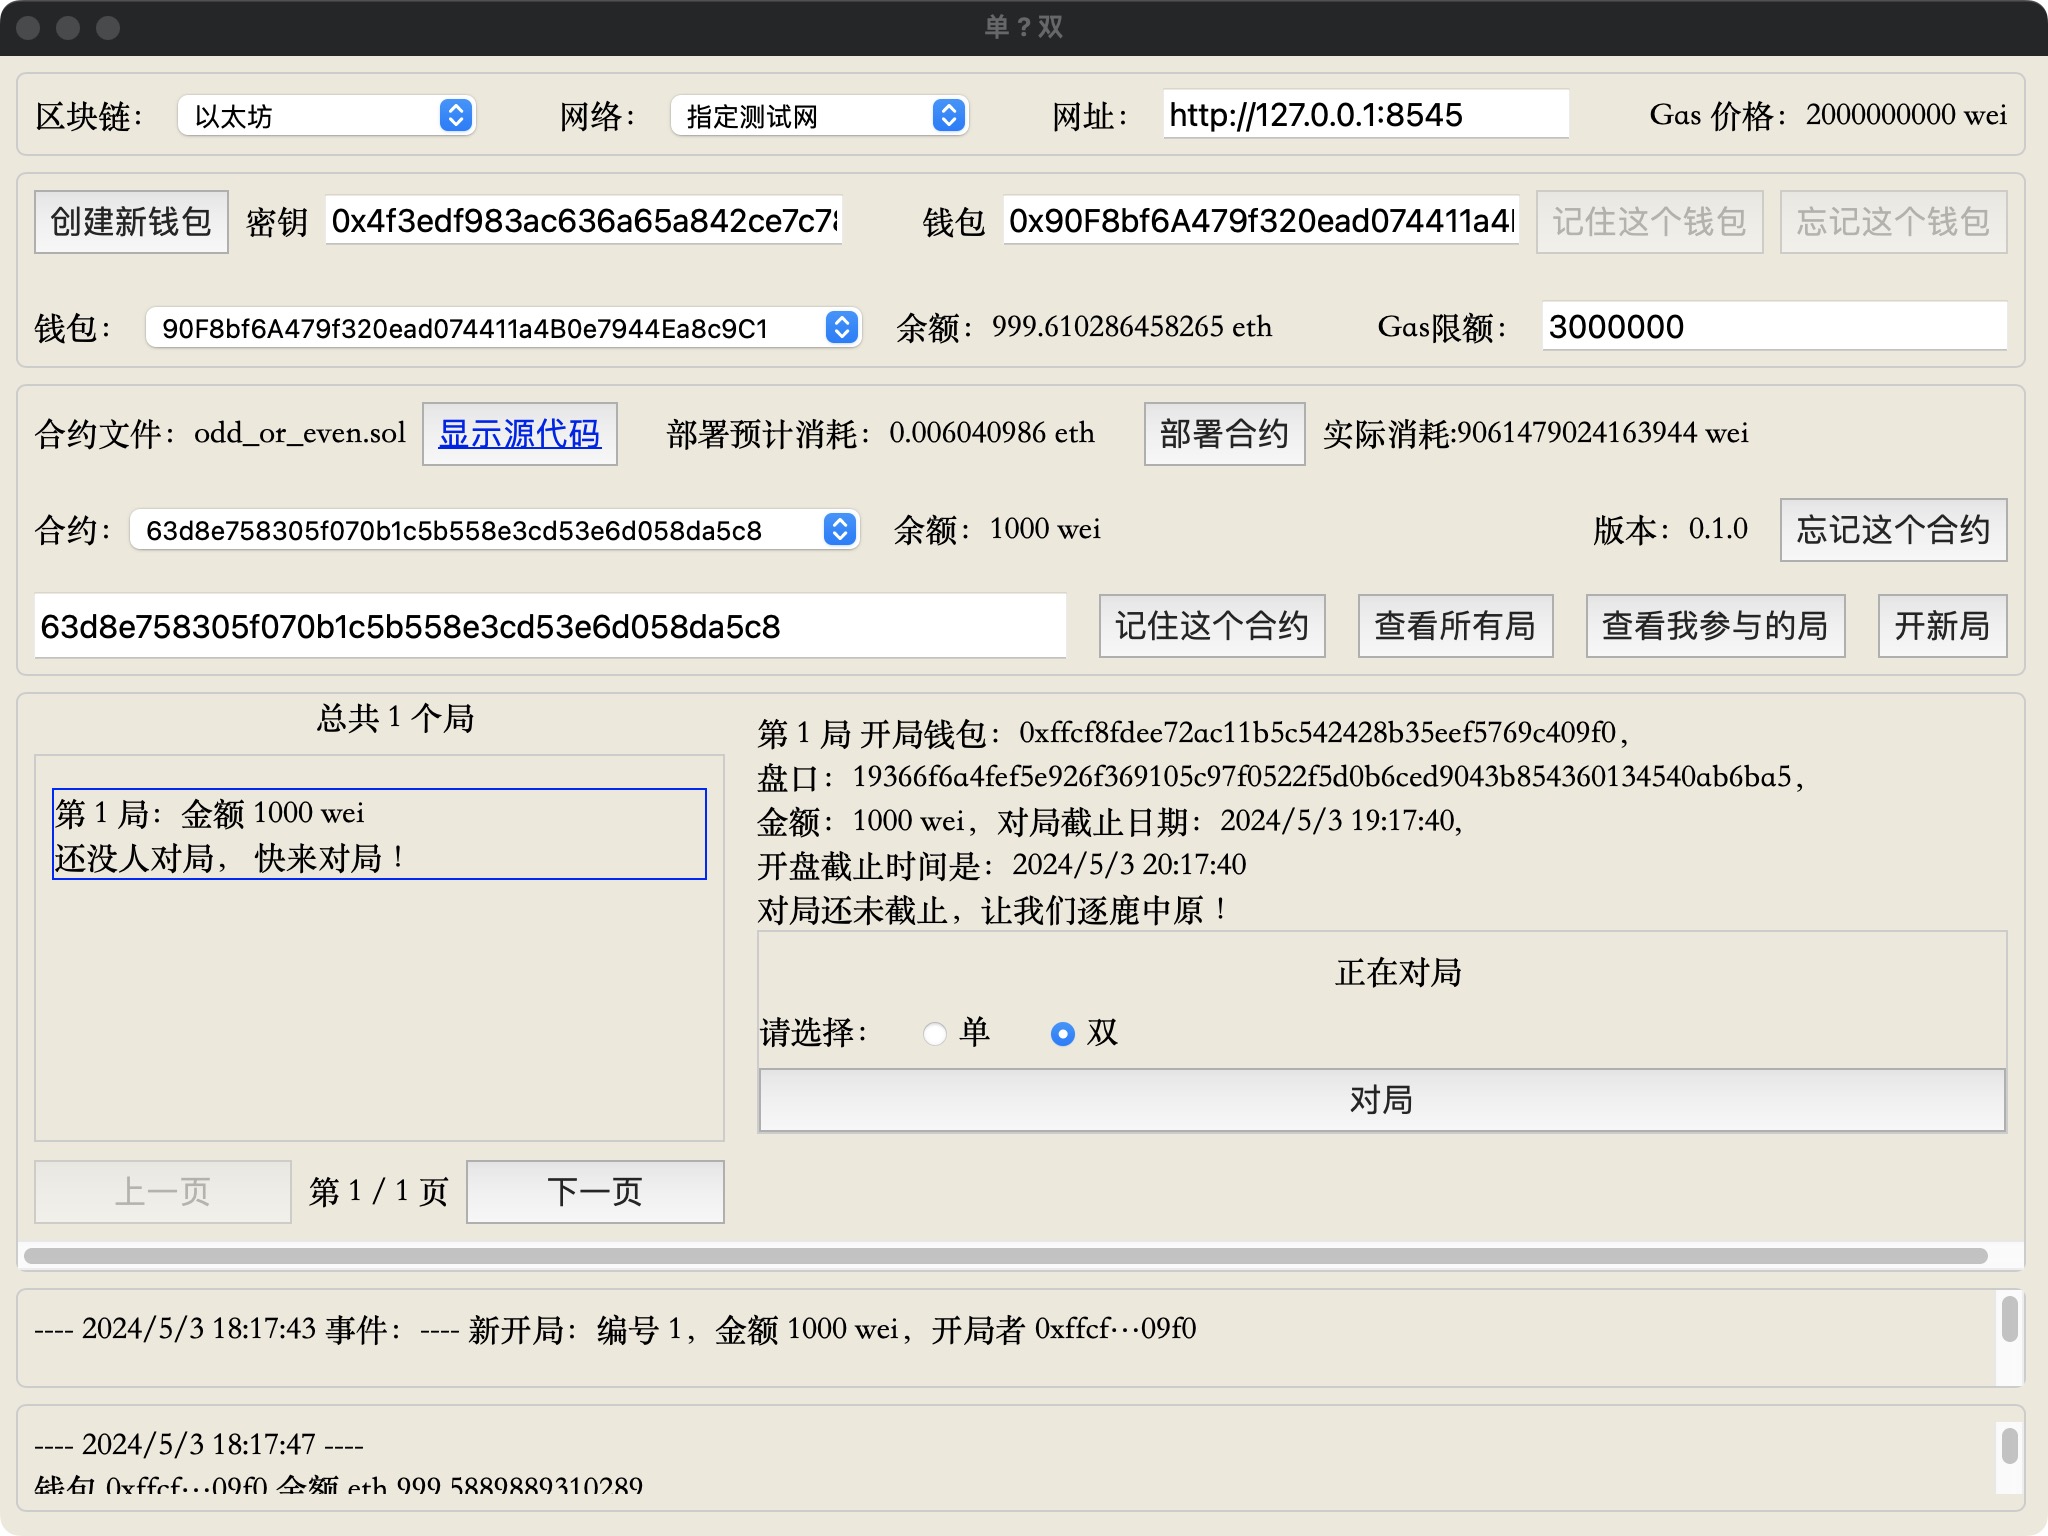 单?双
区块链： 以太坊 网络： 指定测试网 网址： http://127.0.0.1:8545 Gas 价格： 2000000000 wei
创建新钱包 密钥 0x4f3edf983ac636a65a842ce7c78 钱包 0x90F8bf6A479f320ead074411a4 记住这个钱包 忘记这个钱包
钱包： 90F8bf6A479f320ead074411a4B0e7944Ea8c9C1 余额： 999.610286458265 eth Gas限额： 3000000
合约文件： odd_or_even.sol 显示源代码 部署预计消耗： 0.006040986 eth 部署合约 实际消耗:9061479024163944 wei
合约： 63d8e758305f070b1c5b558e3cd53e6d058da5c8 余额： 1000 wei 版本： 0.1.0 忘记这个合约
63d8e758305f070b1c5b558e3cd53e6d058da5c8 记住这个合约 查看所有局 查看我参与的局 开新局
总共 1 个局
第 1 局：金额 1000 wei
还没人对局， 快来对局！
上一页 第 1 / 1 页 下一页
第 1 局 开局钱包：0xffcf8fdee72ac11b5c542428b35eef5769c409f0，
盘口：19366f6a4fef5e926f369105c97f0522f5d0b6ced9043b854360134540ab6ba5，
金额：1000 wei，对局截止日期：2024/5/3 19:17:40,
开盘截止时间是：2024/5/3 20:17:40
对局还未截止，让我们逐鹿中原！
正在对局
请选择： 单 双
对局
---- 2024/5/3 18:17:43 事件：---- 新开局：编号 1，金额 1000 wei，开局者 0xffcf···09f0
---- 2024/5/3 18:17:47 ----
钱包 0xffcf···09f0 金额 eth 999.5889889310289